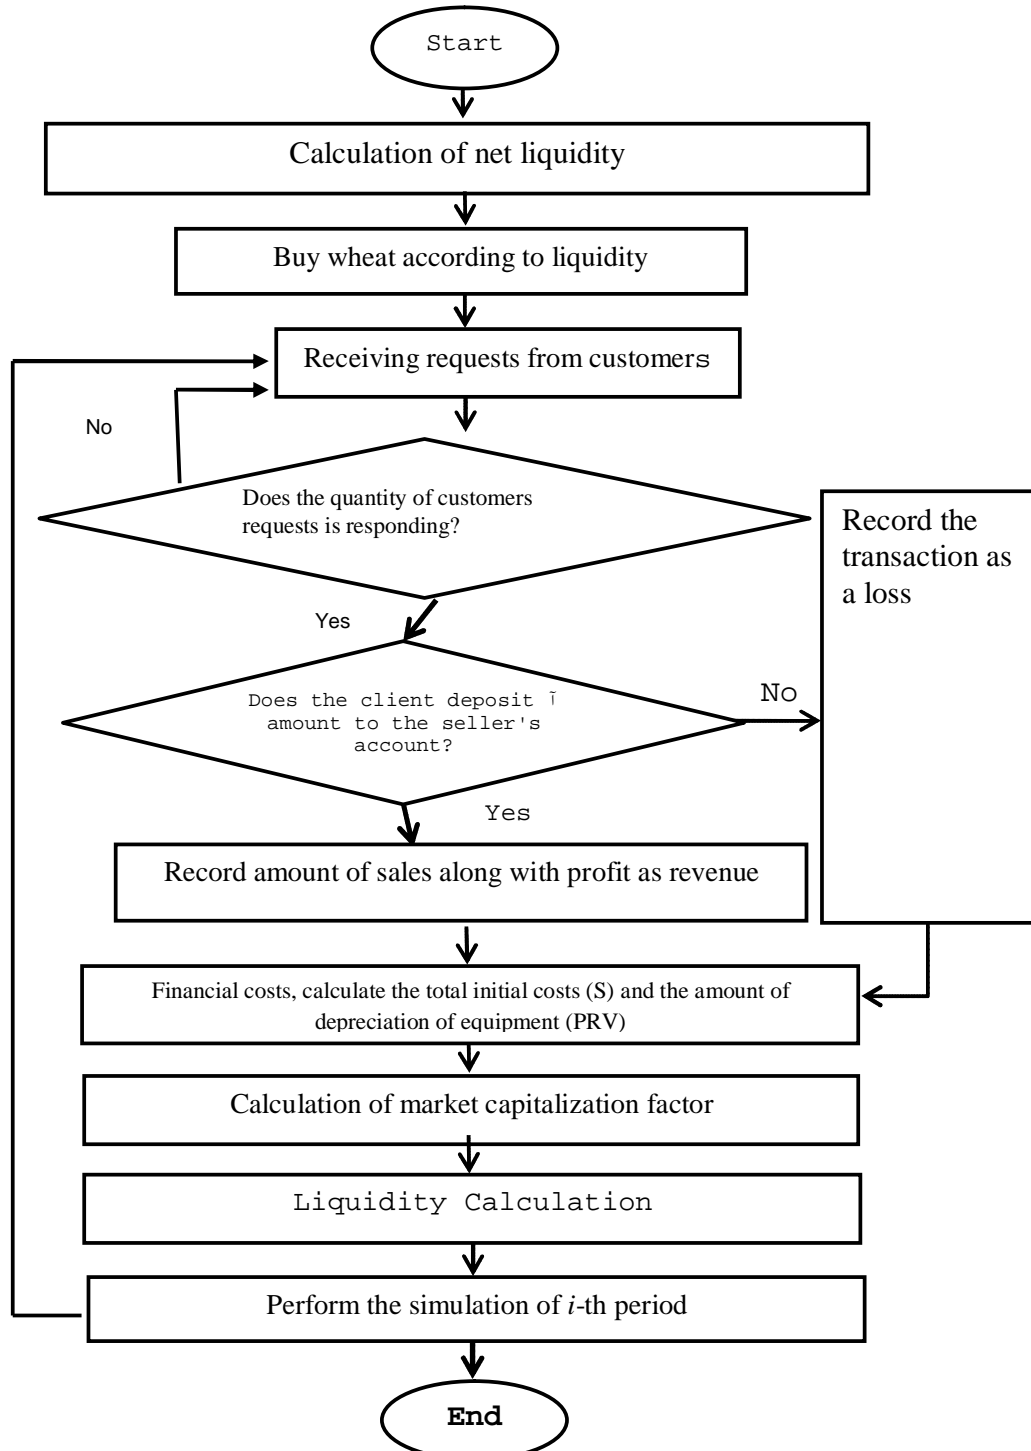 Start
Calculation of net liquidity
Buy wheat according to liquidity
Receiving requests from customers
No
Does the quantity of customers
requests is responding?
Record the
transaction as
a loss
Yes
Does the client deposit
amount to the seller's
account?
No
Yes
Record amount of sales along with profit as revenue
Financial costs, calculate the total initial costs (S) and the amount of
depreciation of equipment (PRV)
Calculation of market capitalization factor
Liquidity Calculation
Perform the simulation of i-th period
End